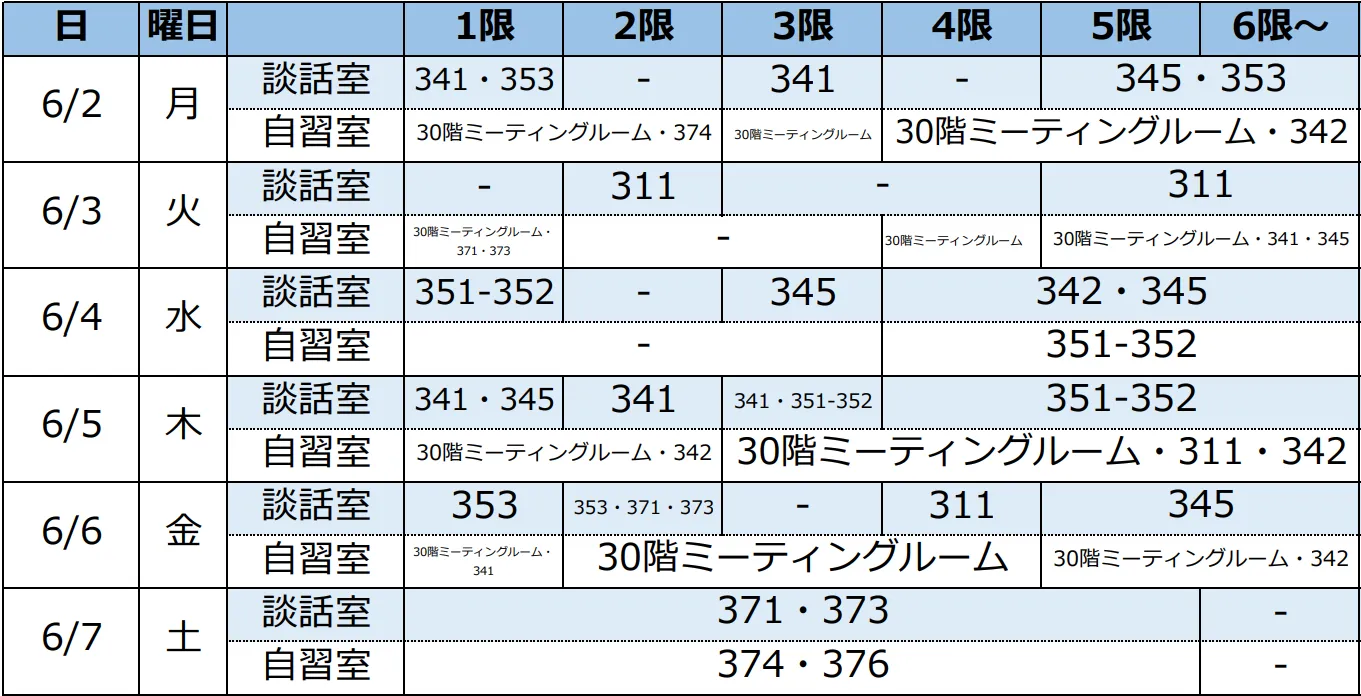 日 曜日 1限 2限 3限 4限 5限 6限～
談話室 341・353 - 341 - 345・353
6/2 月
自習室 30階ミーティングルーム・374 30階ミーティングルーム 30階ミーティングルーム・342
談話室 - 311 - 311
6/3 火
自習室 30階ミーティングルーム・ - 30階ミーティングルーム 30階ミーティングルーム・341・345
371・373
談話室 351-352 - 345 342・345
6/4 水
自習室 - 351-352
談話室 341・345 341 341・351-352 351-352
6/5 木
自習室 30階ミーティングルーム・342 30階ミーティングルーム・311・342
談話室 353 353・371・373 - 311 345
6/6 金
自習室 30階ミーティングルーム・ 30階ミーティングルーム 30階ミーティングルーム・342
341
談話室 371・373 -
6/7 土
自習室 374・376 -